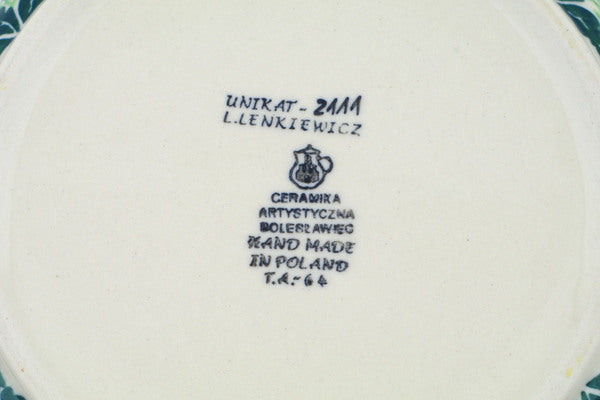 UNIKAT - 2111
L.LENKIEWICZ
CERAMIKA
ARTYSTYCZNA
BOLESŁAWIEC
HAND MADE
IN POLAND
T.A.-64